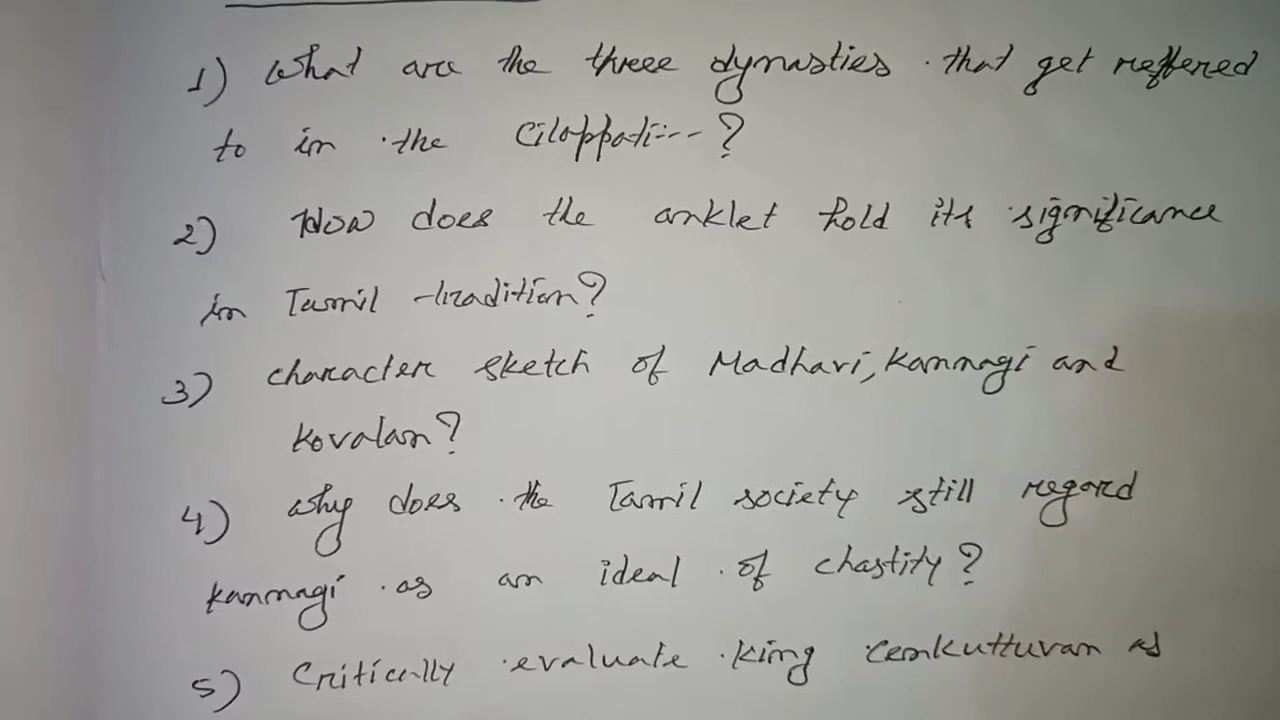 1) What are the three dynasties that get reffered
to in the Cilappati--- ?
2) How does the anklet hold its significance
in Tamil tradition?
3) character sketch of Madhavi, Kannagi and
Kovalan?
4) why does the Tamil society still regard
Kannagi as an ideal of chastity?
5) Critically evaluate king Cenkuttuvan as